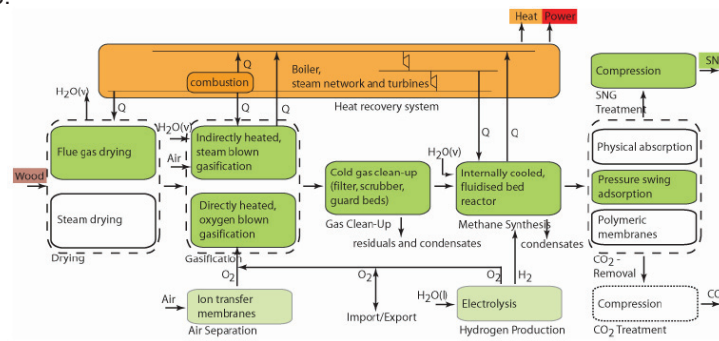 Heat
Power
Boiler,
steam network and turbines
combustion
Heat recovery system
Q
Q
Q
Q
Q
Q
H2O(v)
H2O(v)
Air
Wood
Flue gas drying
Steam drying
Drying
Indirectly heated,
steam blown
gasification
Directly heated,
oxygen blown
gasification
Gasification
Cold gas clean-up
(filter, scrubber,
guard beds)
Gas Clean-Up
residuals and condensates
H2O(v)
Internally cooled,
fluidised bed
reactor
Methane Synthesis
condensates
Compression
SNG
Treatment
SN
Physical absorption
Pressure swing
adsorption
Polymeric
membranes
CO2 -
Removal
Compression
CO2 Treatment
CO
O2
O2
O2
H2
Air
Ion transfer
membranes
Air Separation
Import/Export
H2O(l)
Electrolysis
Hydrogen Production